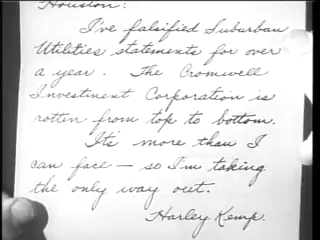 Houston:
I've falsified Suburban
Utilities statements for over
a year. The Cromwell
Investment Corporation is
rotten from top to bottom.
It's more than I
can face — so I'm taking
the only way out.
Harley Kemp.